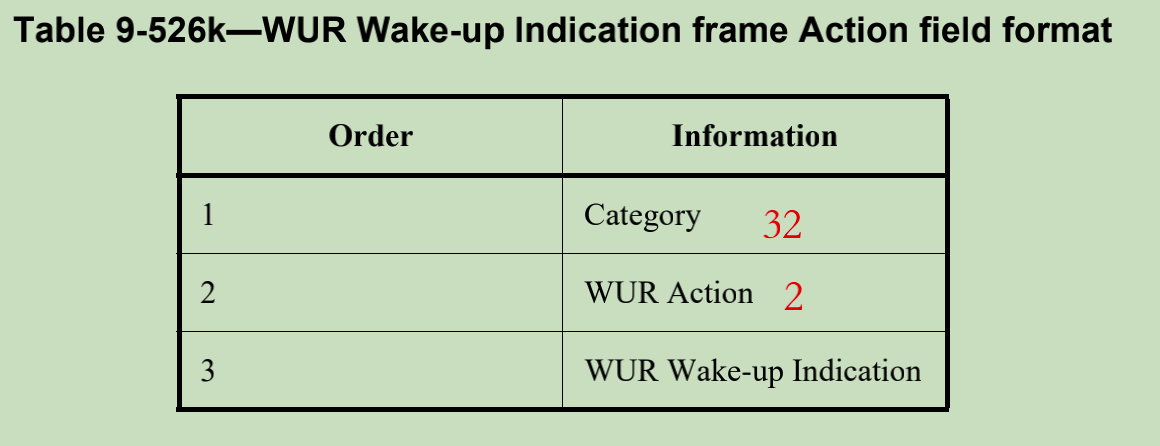 Table 9-526k—WUR Wake-up Indication frame Action field format
Order Information
1 Category 32
2 WUR Action 2
3 WUR Wake-up Indication